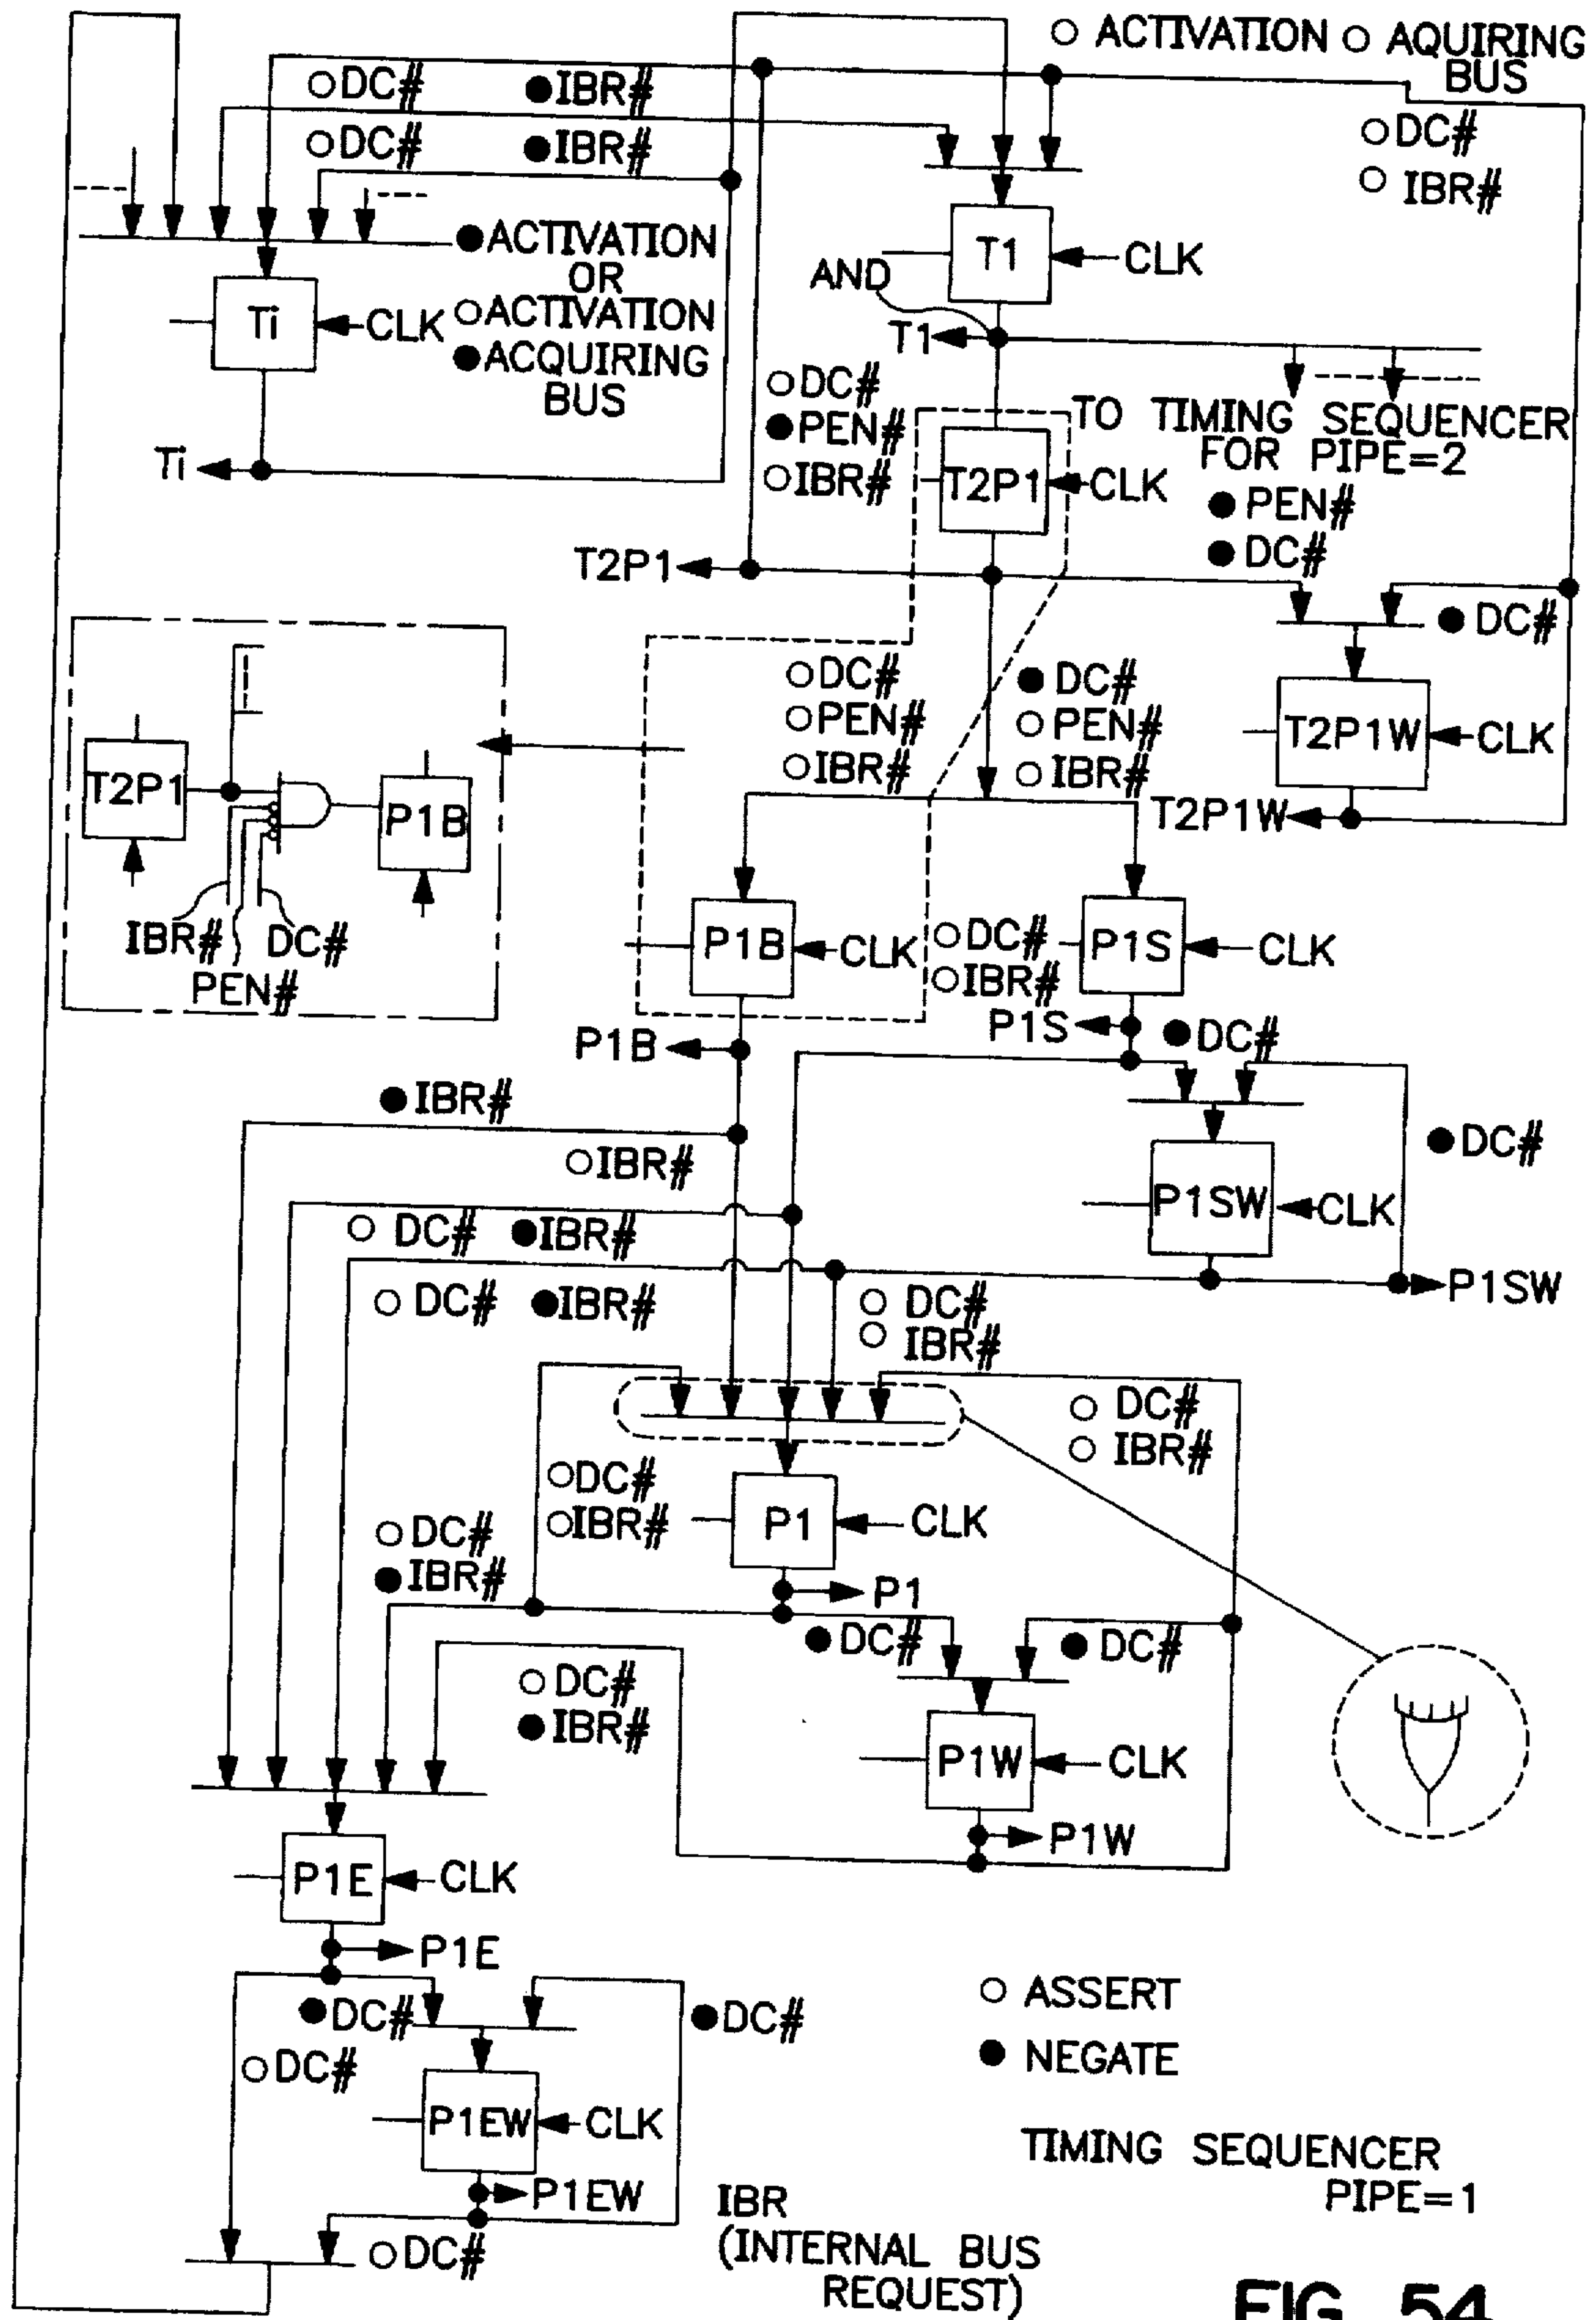 ACTIVATION AQUIRING
BUS
DC# IBR#
DC# IBR#
DC#
IBR#
ACTIVATION
OR
ACTIVATION
ACQUIRING
BUS
Ti
CLK
Ti
T1
CLK
AND
T1
DC#
PEN#
IBR#
TO TIMING SEQUENCER
FOR PIPE=2
T2P1
CLK
PEN#
DC#
T2P1
DC#
T2P1W
CLK
T2P1W
DC#
PEN#
IBR#
DC#
PEN#
IBR#
T2P1
P1B
IBR#
DC#
PEN#
P1B
CLK
DC#
IBR#
P1S
CLK
P1B
P1S
DC#
IBR#
IBR#
DC#
P1SW
CLK
DC# IBR#
P1SW
DC# IBR#
DC#
IBR#
DC#
IBR#
DC#
IBR#
DC#
IBR#
P1
CLK
P1
DC#
DC#
DC#
IBR#
P1W
CLK
P1W
P1E
CLK
P1E
DC#
DC#
DC#
P1EW
CLK
P1EW
DC#
ASSERT
NEGATE
TIMING SEQUENCER
PIPE=1
IBR
(INTERNAL BUS
REQUEST)
FIG. 54